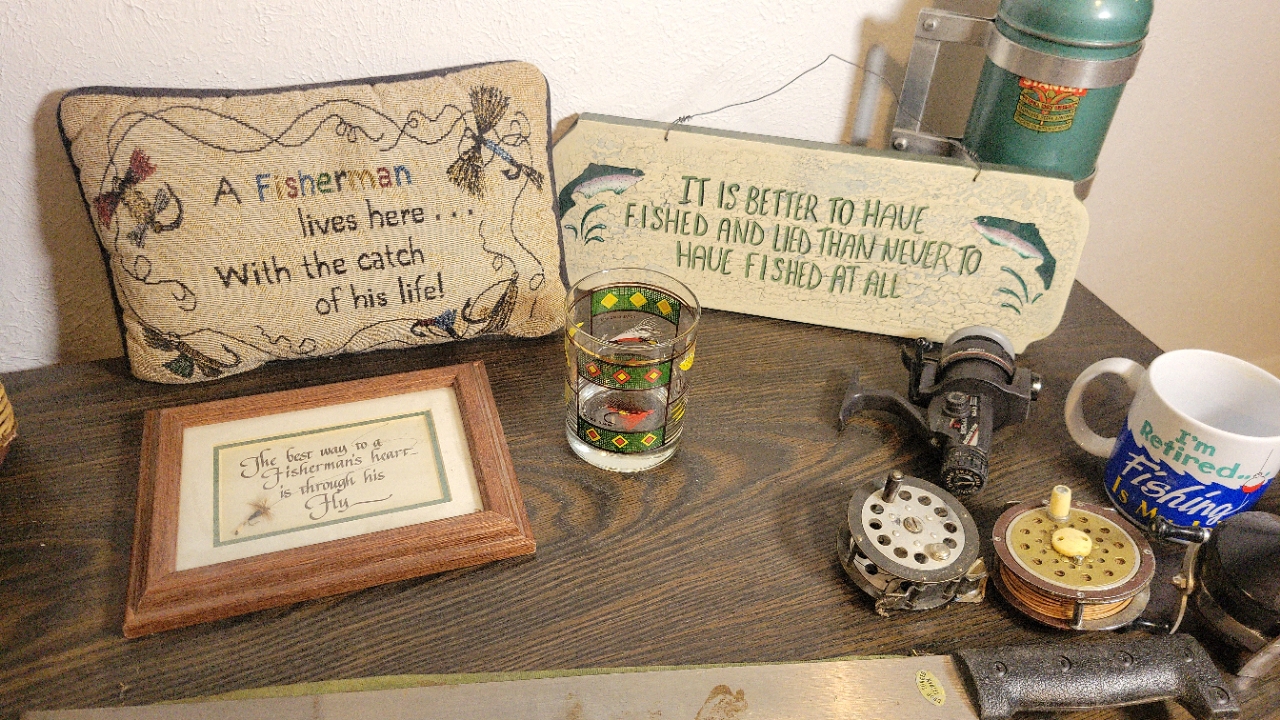 A Fisherman
lives here . . .
With the catch
of his life!
IT IS BETTER TO HAVE
FISHED AND LIED THAN NEVER TO
HAVE FISHED AT ALL
The best way to a
Fisherman's heart
is through his
Fly
I'm
Retired...
Fishing
Is